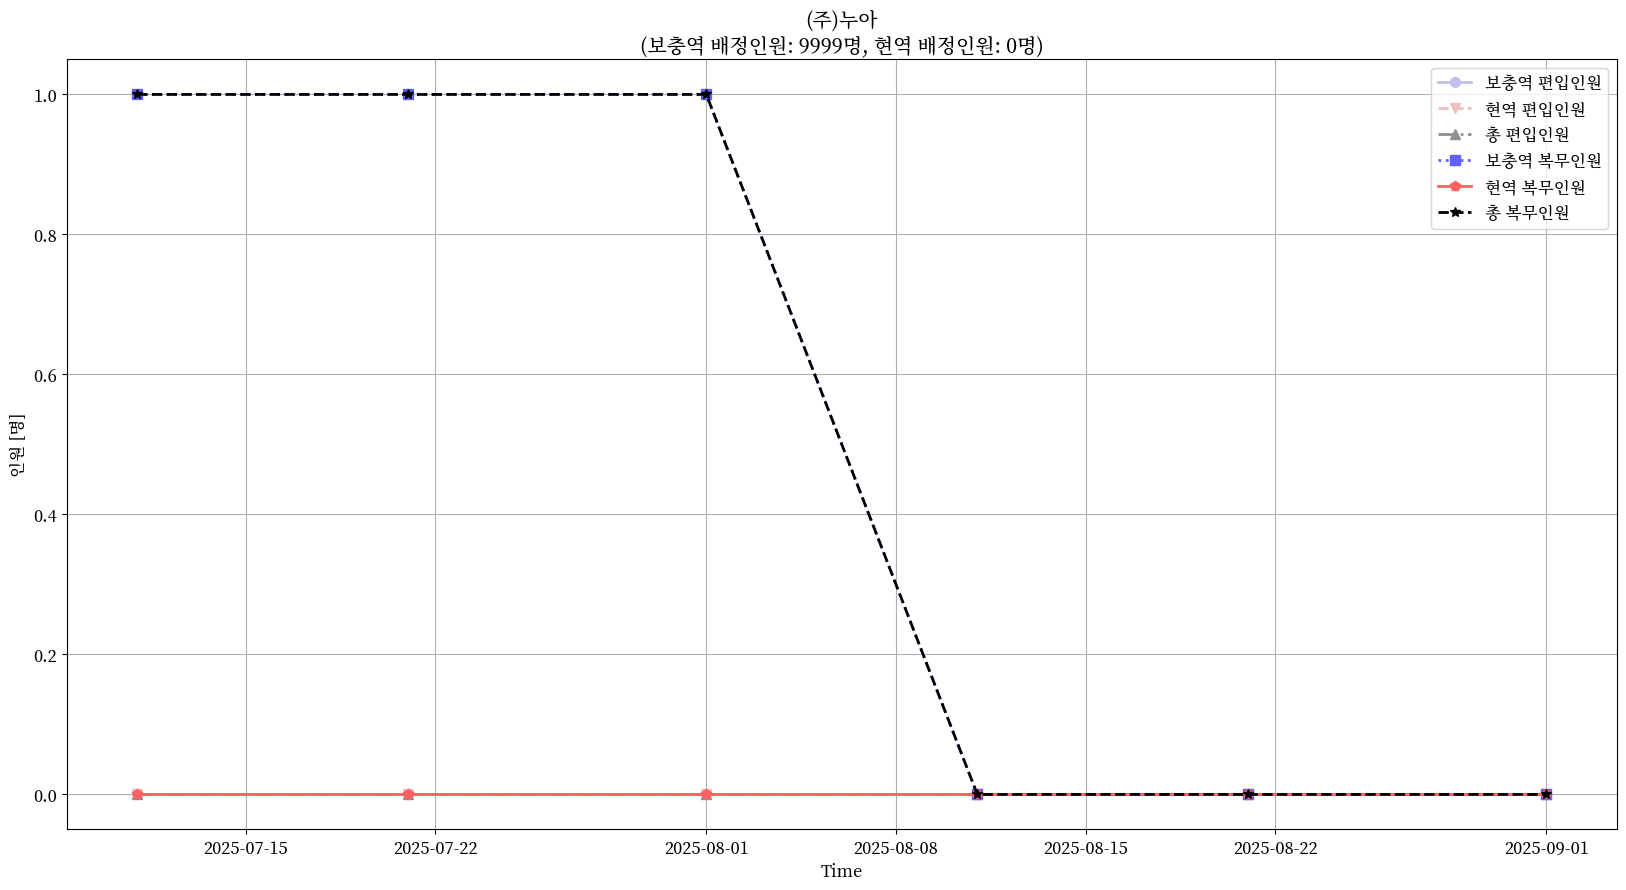 (주)누아
(보충역 배정인원: 9999명, 현역 배정인원: 0명)
보충역 편입인원
현역 편입인원
총 편입인원
보충역 복무인원
현역 복무인원
총 복무인원
인원 [명]
1.0
0.8
0.6
0.4
0.2
0.0
2025-07-15
2025-07-22
2025-08-01
2025-08-08
2025-08-15
2025-08-22
2025-09-01
Time